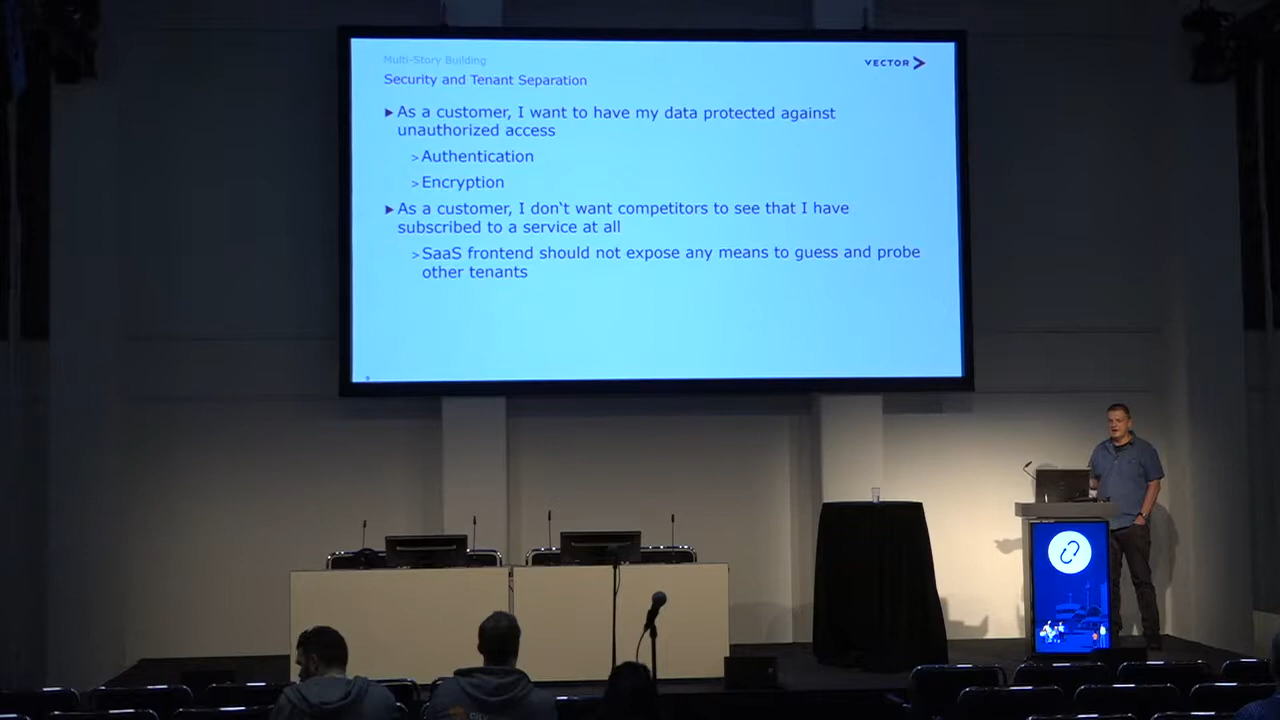 Multi-Story Building
VECTOR
Security and Tenant Separation
As a customer, I want to have my data protected against
unauthorized access
>Authentication
>Encryption
As a customer, I don't want competitors to see that I have
subscribed to a service at all
>SaaS frontend should not expose any means to guess and probe
other tenants